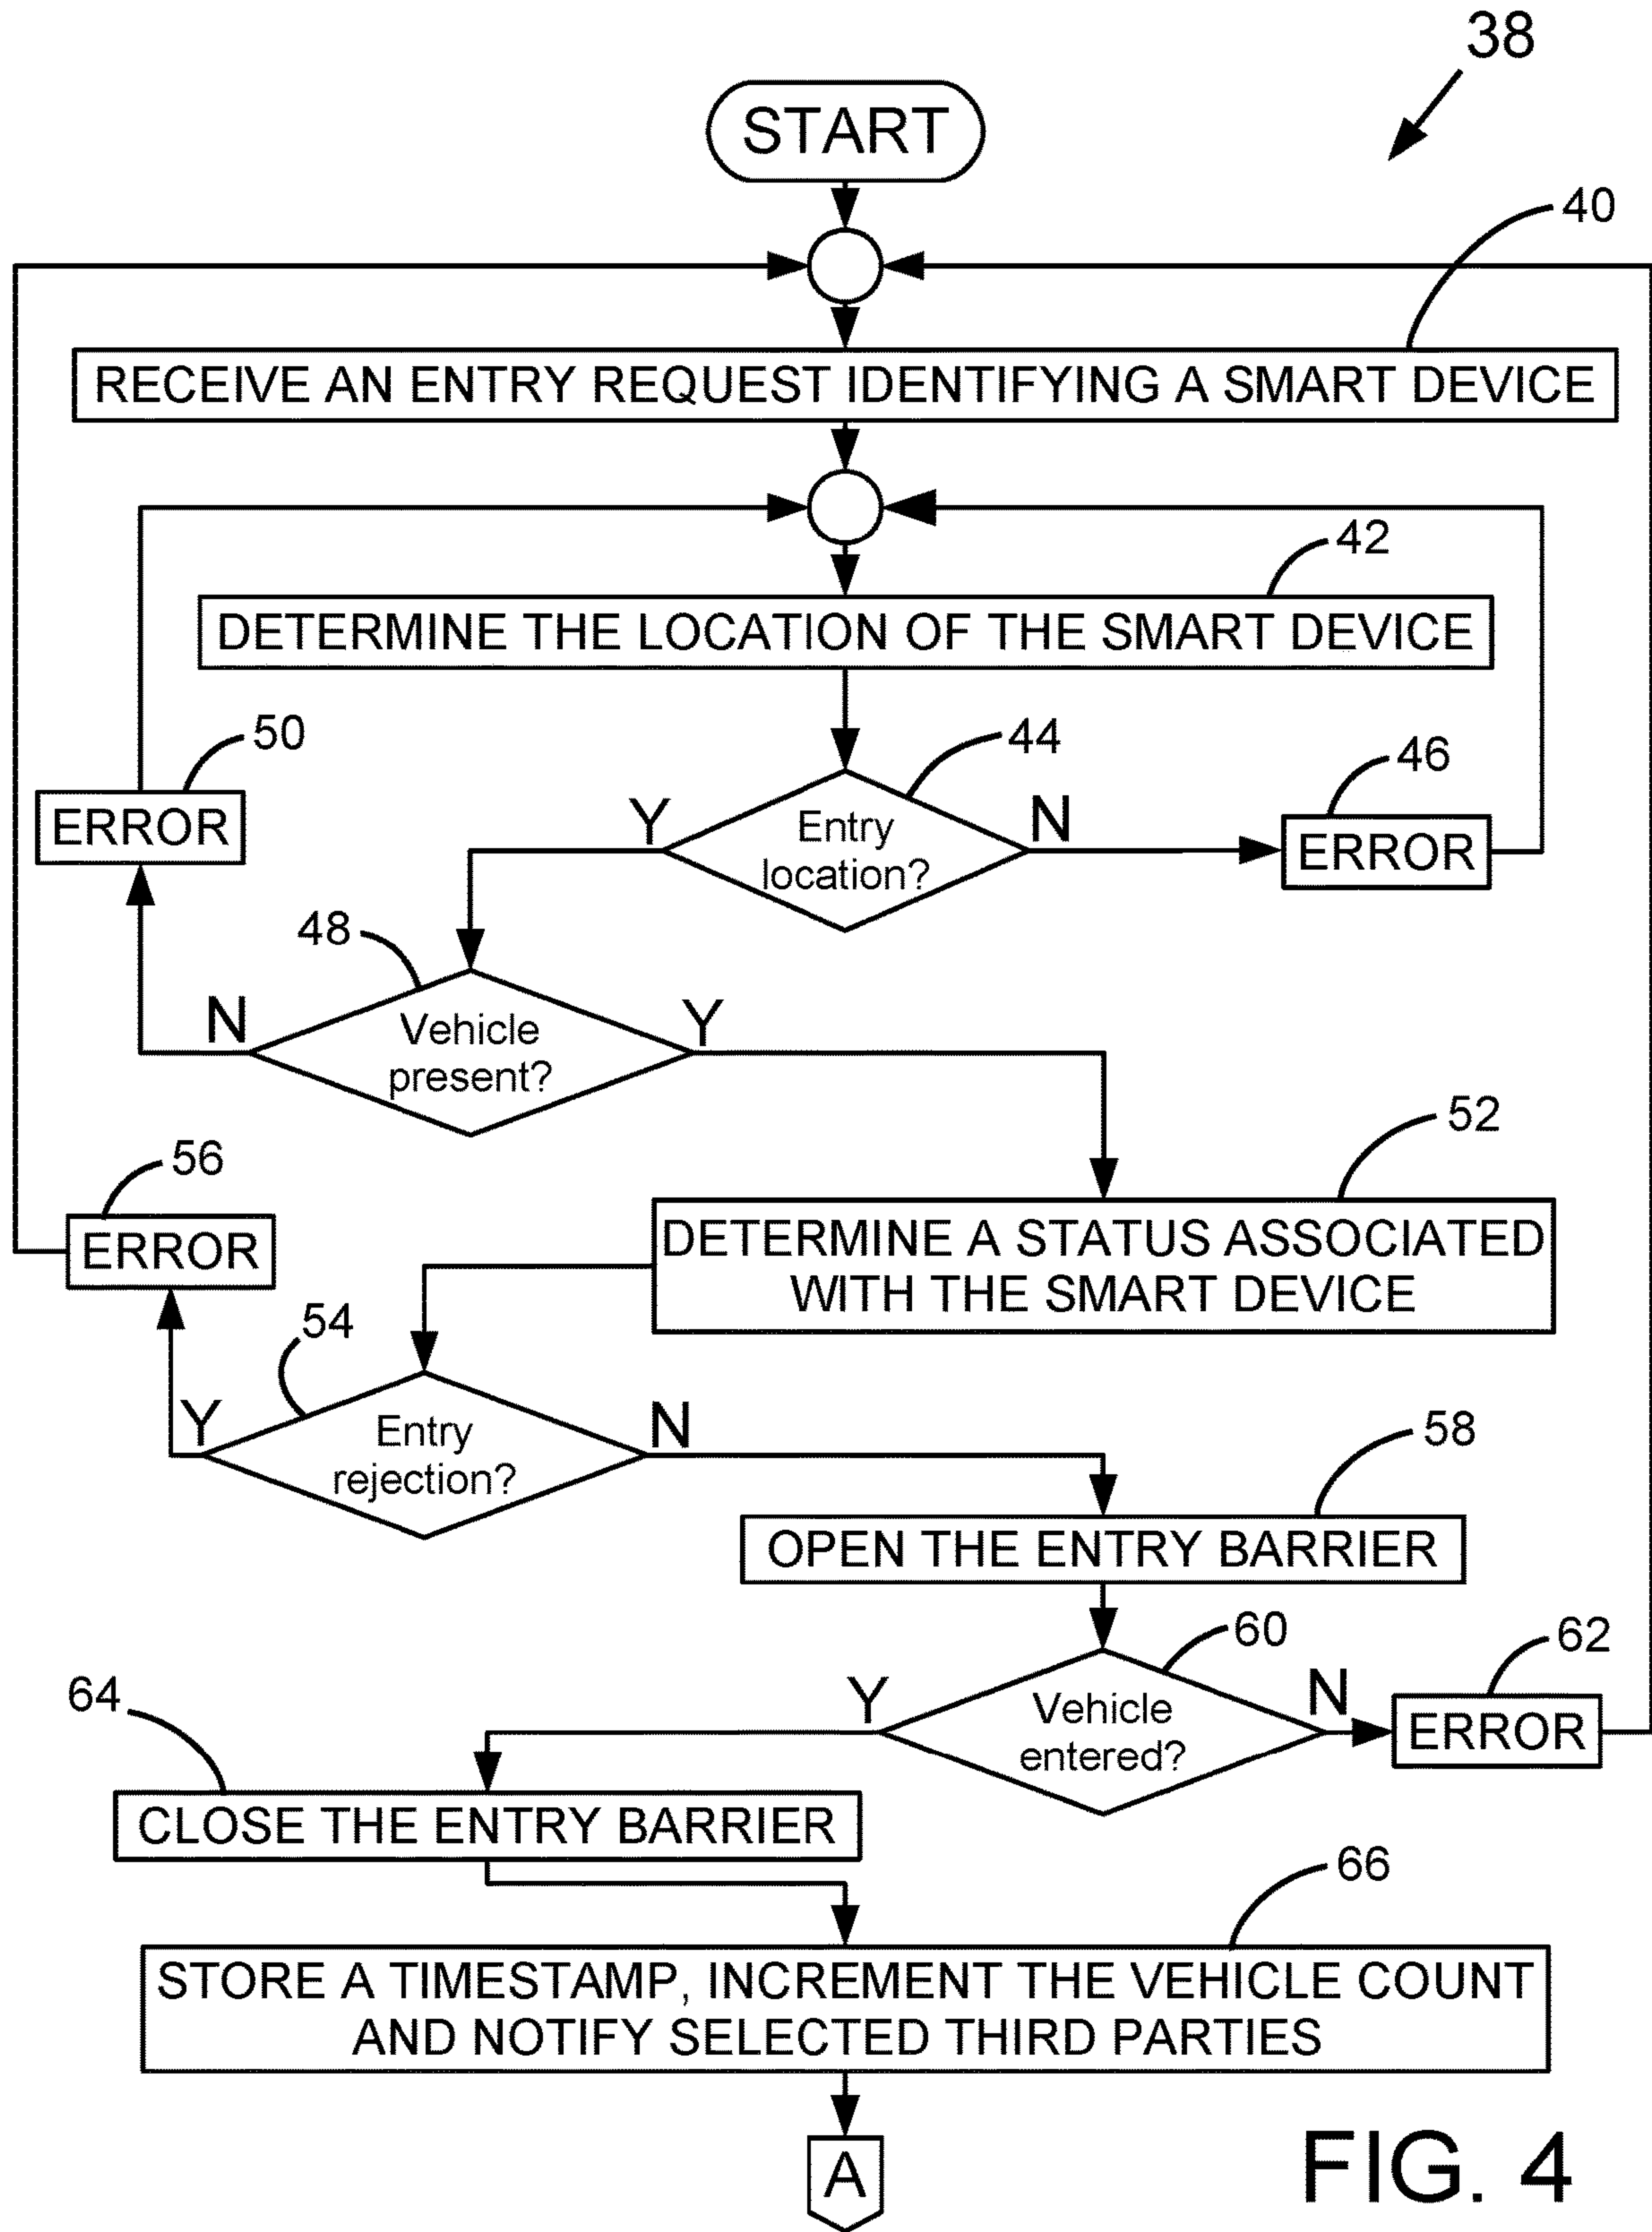 38
START
40
RECEIVE AN ENTRY REQUEST IDENTIFYING A SMART DEVICE
42
DETERMINE THE LOCATION OF THE SMART DEVICE
50
44
46
ERROR
Y
Entry
location?
N
ERROR
48
N
Vehicle
present?
Y
52
56
ERROR
DETERMINE A STATUS ASSOCIATED
WITH THE SMART DEVICE
54
Y
Entry
rejection?
N
58
OPEN THE ENTRY BARRIER
60
62
64
Y
Vehicle
entered?
N
ERROR
CLOSE THE ENTRY BARRIER
66
STORE A TIMESTAMP, INCREMENT THE VEHICLE COUNT
AND NOTIFY SELECTED THIRD PARTIES
A
FIG. 4